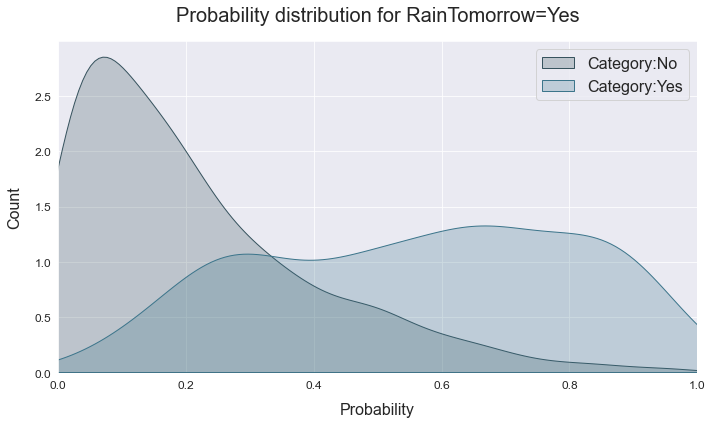 Probability distribution for RainTomorrow=Yes
Category:No
Category:Yes
Count
2.5
2.0
1.5
1.0
0.5
0.0
0.0 0.2 0.4 0.6 0.8 1.0
Probability